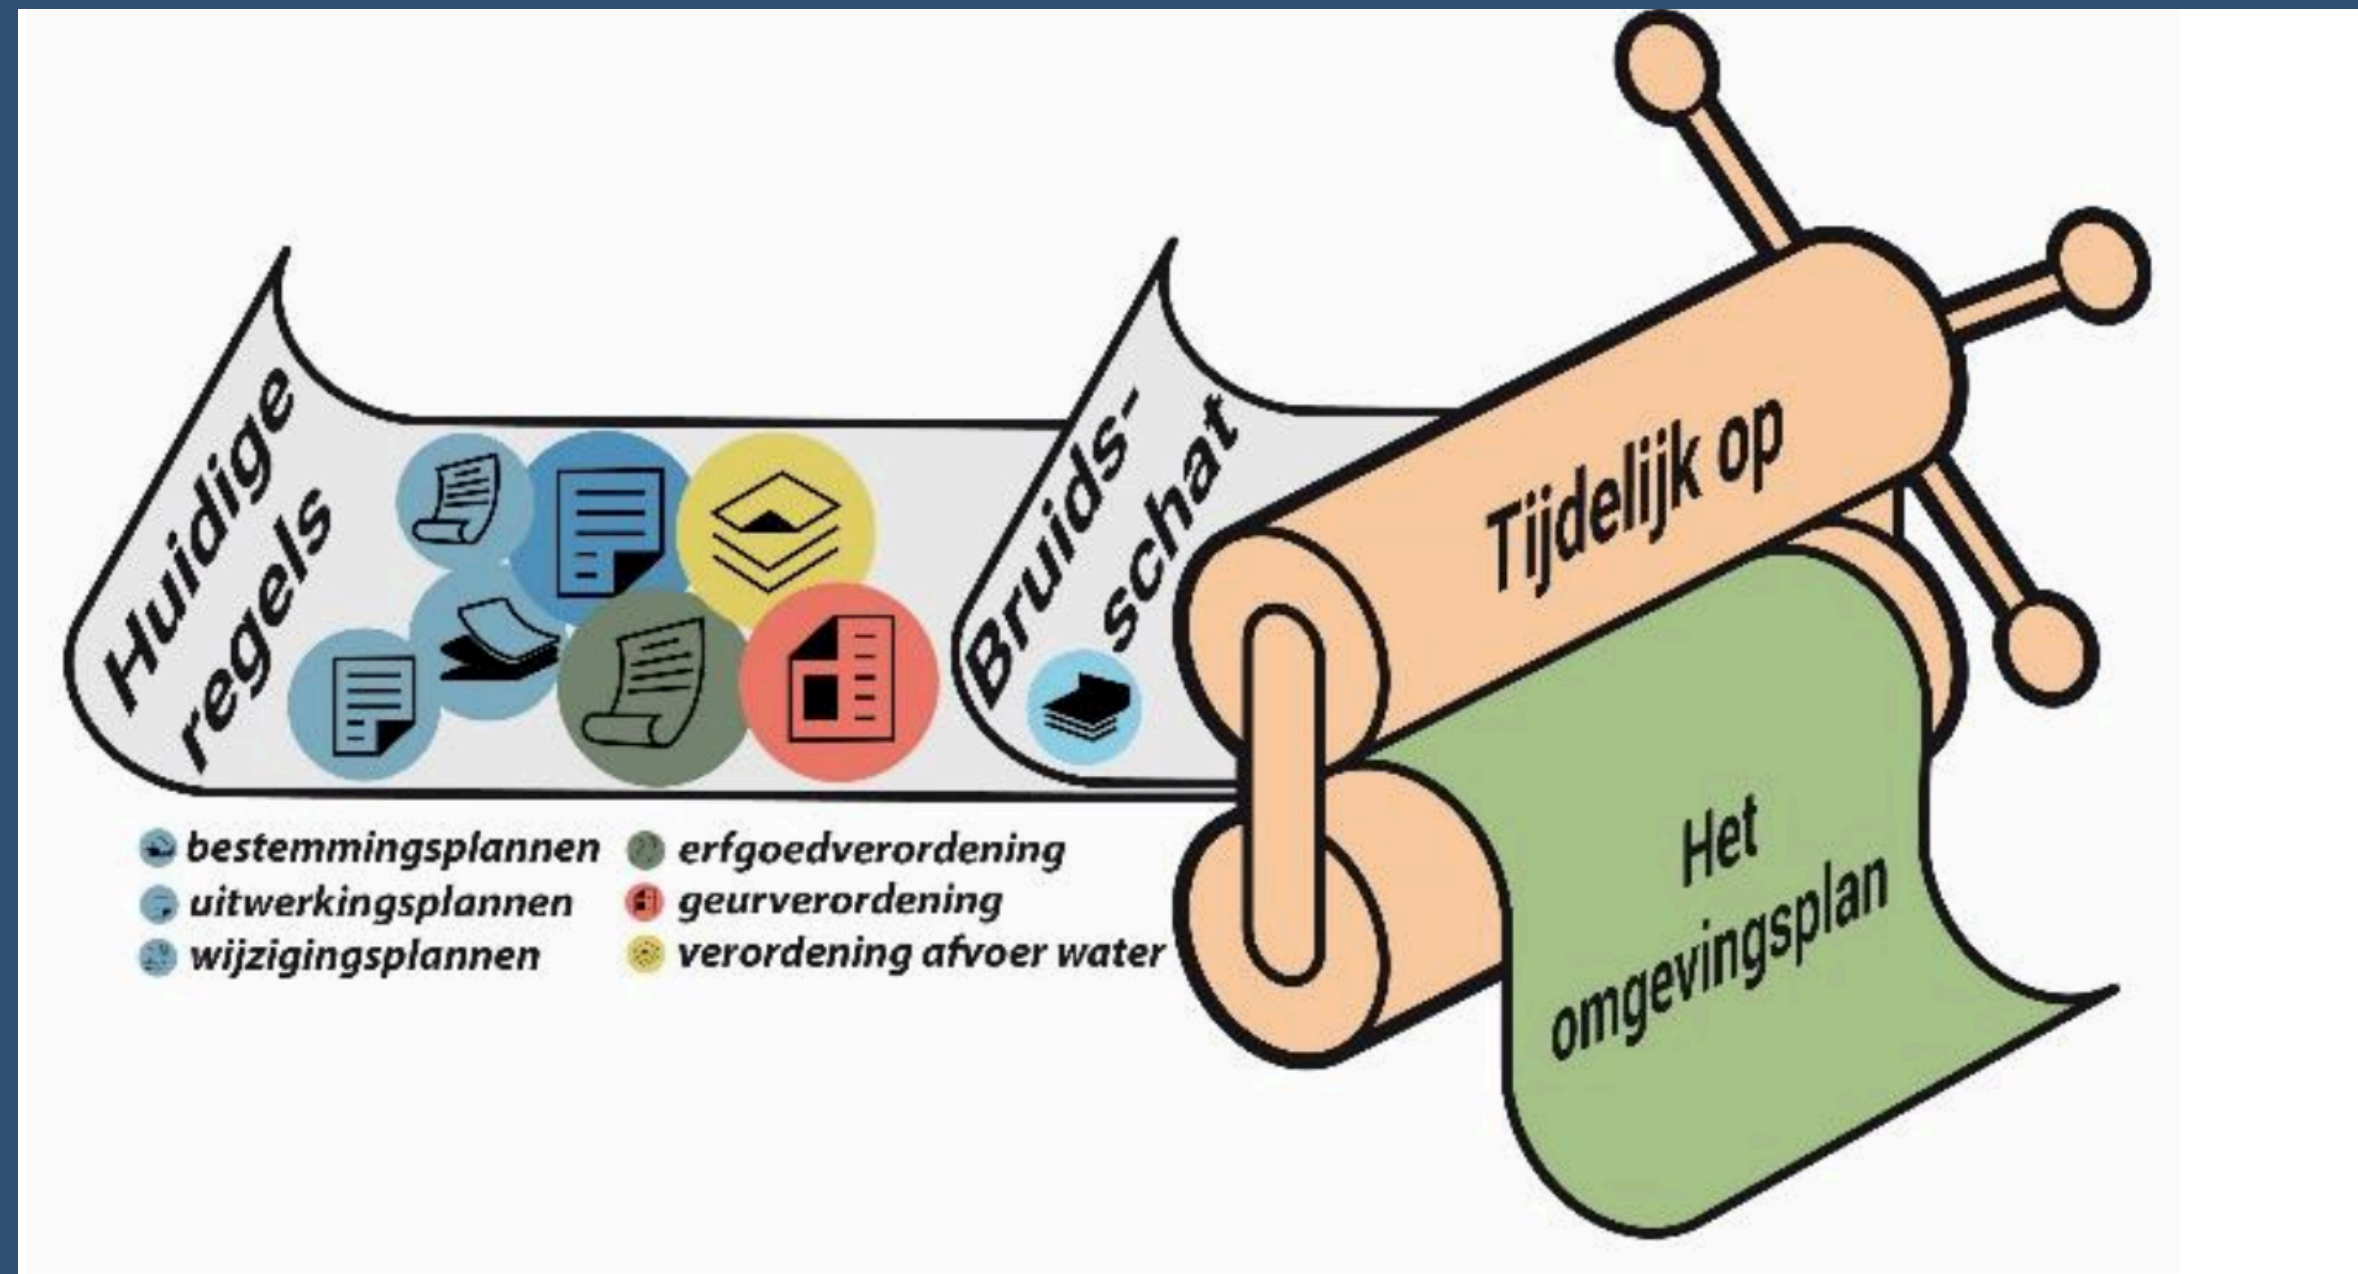 Huidige
regels
Bruids-
schat
Tijdelijk op
Het
omgevingsplan
bestemmingsplannen
uitwerkingsplannen
wijzigingsplannen
erfgoedverordening
geurverordening
verordening afvoer water